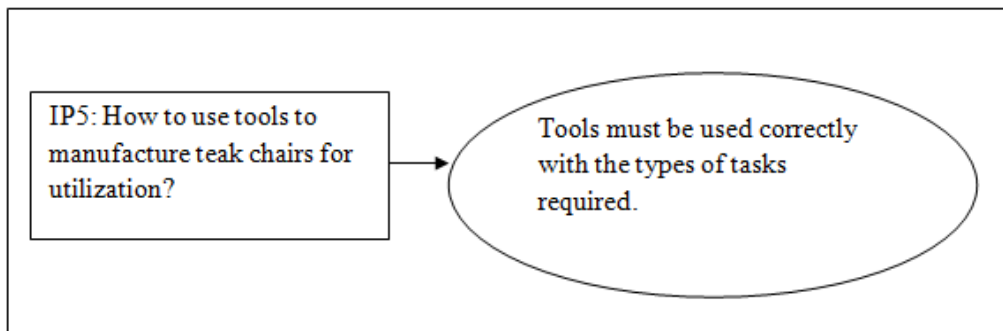 IP5: How to use tools to
manufacture teak chairs for
utilization?
Tools must be used correctly
with the types of tasks
required.